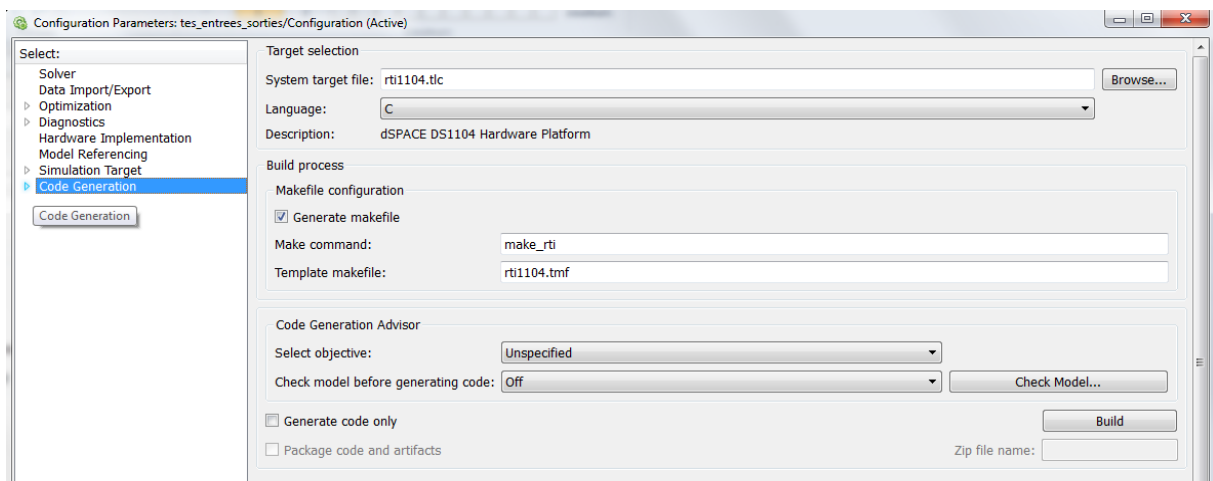 Configuration Parameters: tes_entrees_sorties/Configuration (Active)
Select:
Solver
Data Import/Export
Optimization
Diagnostics
Hardware Implementation
Model Referencing
Simulation Target
Code Generation
Code Generation
Target selection
System target file: rti1104.tlc Browse...
Language: C
Description: dSPACE DS1104 Hardware Platform
Build process
Makefile configuration
Generate makefile
Make command: make_rti
Template makefile: rti1104.tmf
Code Generation Advisor
Select objective: Unspecified
Check model before generating code: Off Check Model...
Generate code only Build
Package code and artifacts Zip file name: